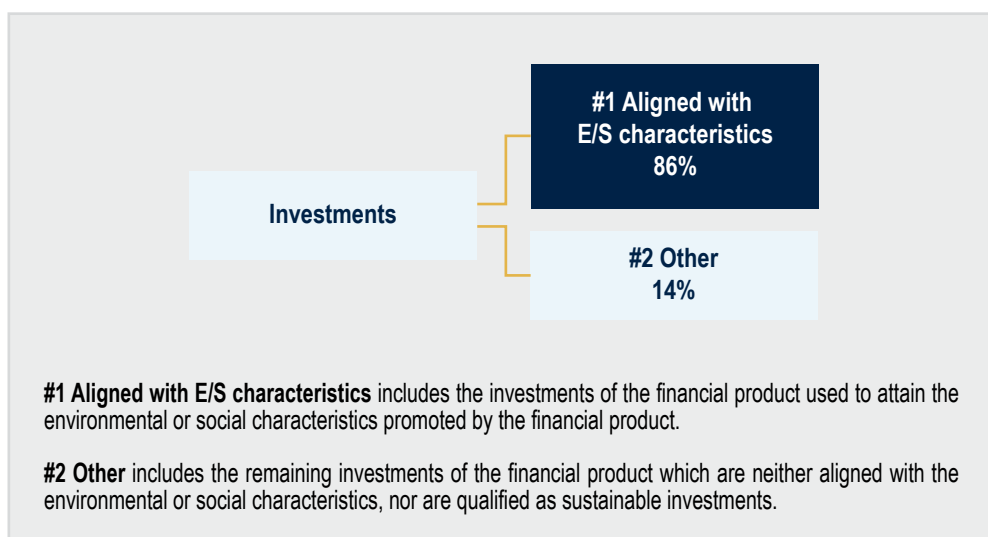 #1 Aligned with
E/S characteristics
86%
Investments
#2 Other
14%
#1 Aligned with E/S characteristics includes the investments of the financial product used to attain the
environmental or social characteristics promoted by the financial product.
#2 Other includes the remaining investments of the financial product which are neither aligned with the
environmental or social characteristics, nor are qualified as sustainable investments.